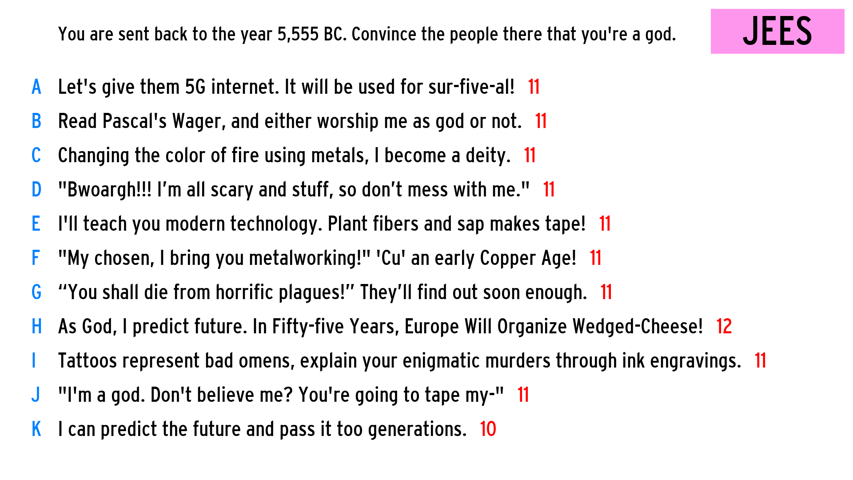 You are sent back to the year 5,555 BC. Convince the people there that you're a god.
JEES
A Let's give them 5G internet. It will be used for sur-five-al! 11
B Read Pascal's Wager, and either worship me as god or not. 11
C Changing the color of fire using metals, I become a deity. 11
D "Bwoargh!!! I’m all scary and stuff, so don’t mess with me." 11
E I'll teach you modern technology. Plant fibers and sap makes tape! 11
F "My chosen, I bring you metalworking!" 'Cu' an early Copper Age! 11
G “You shall die from horrific plagues!” They’ll find out soon enough. 11
H As God, I predict future. In Fifty-five Years, Europe Will Organize Wedged-Cheese! 12
I Tattoos represent bad omens, explain your enigmatic murders through ink engravings. 11
J "I'm a god. Don't believe me? You're going to tape my-" 11
K I can predict the future and pass it too generations. 10